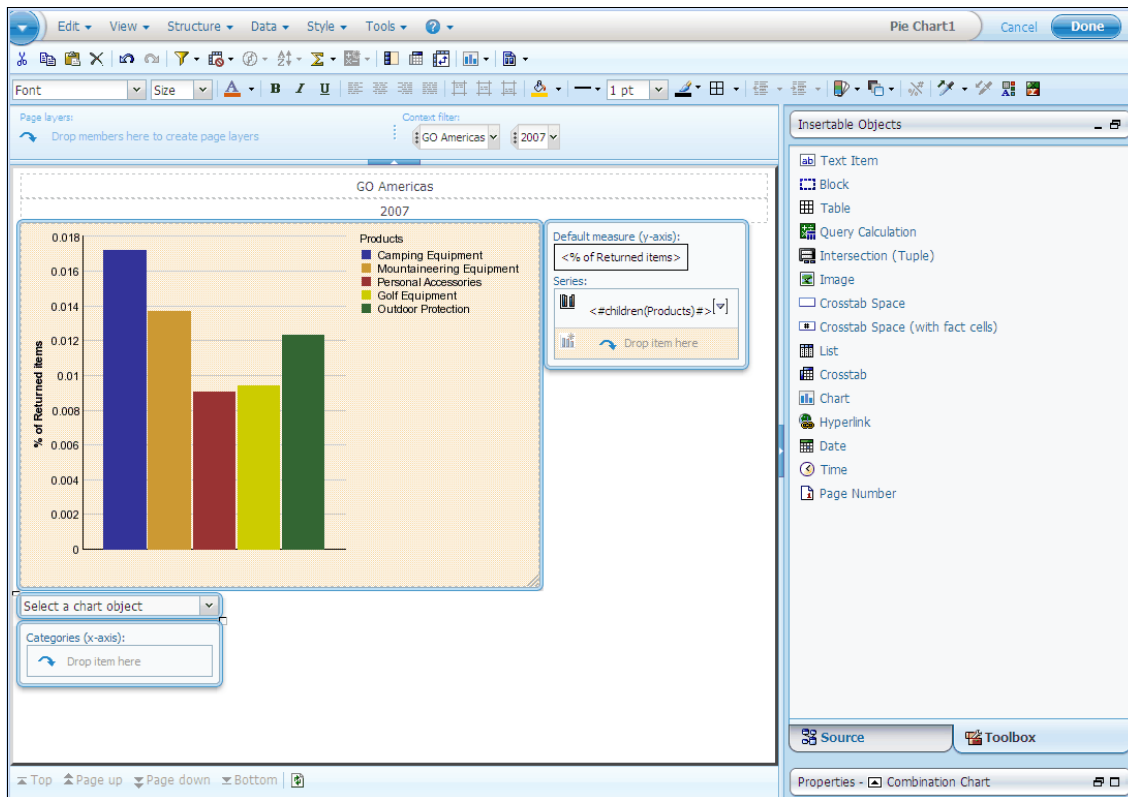 Edit View Structure Data Style Tools Pie Chart1 Cancel Done
Font Size A B I U 1 pt
Page layers:
Drop members here to create page layers
Context filter:
GO Americas 2007
GO Americas
2007
0.018
0.016
0.014
0.012
0.01
0.008
0.006
0.004
0.002
0
% of Returned items
Products
Camping Equipment
Mountaineering Equipment
Personal Accessories
Golf Equipment
Outdoor Protection
Default measure (y-axis):
<% of Returned items>
Series:
<#children(Products)#>
Drop item here
Select a chart object
Categories (x-axis):
Drop item here
Top Page up Page down Bottom
Insertable Objects
Text Item
Block
Table
Query Calculation
Intersection (Tuple)
Image
Crosstab Space
Crosstab Space (with fact cells)
List
Crosstab
Chart
Hyperlink
Date
Time
Page Number
Source Toolbox
Properties - Combination Chart